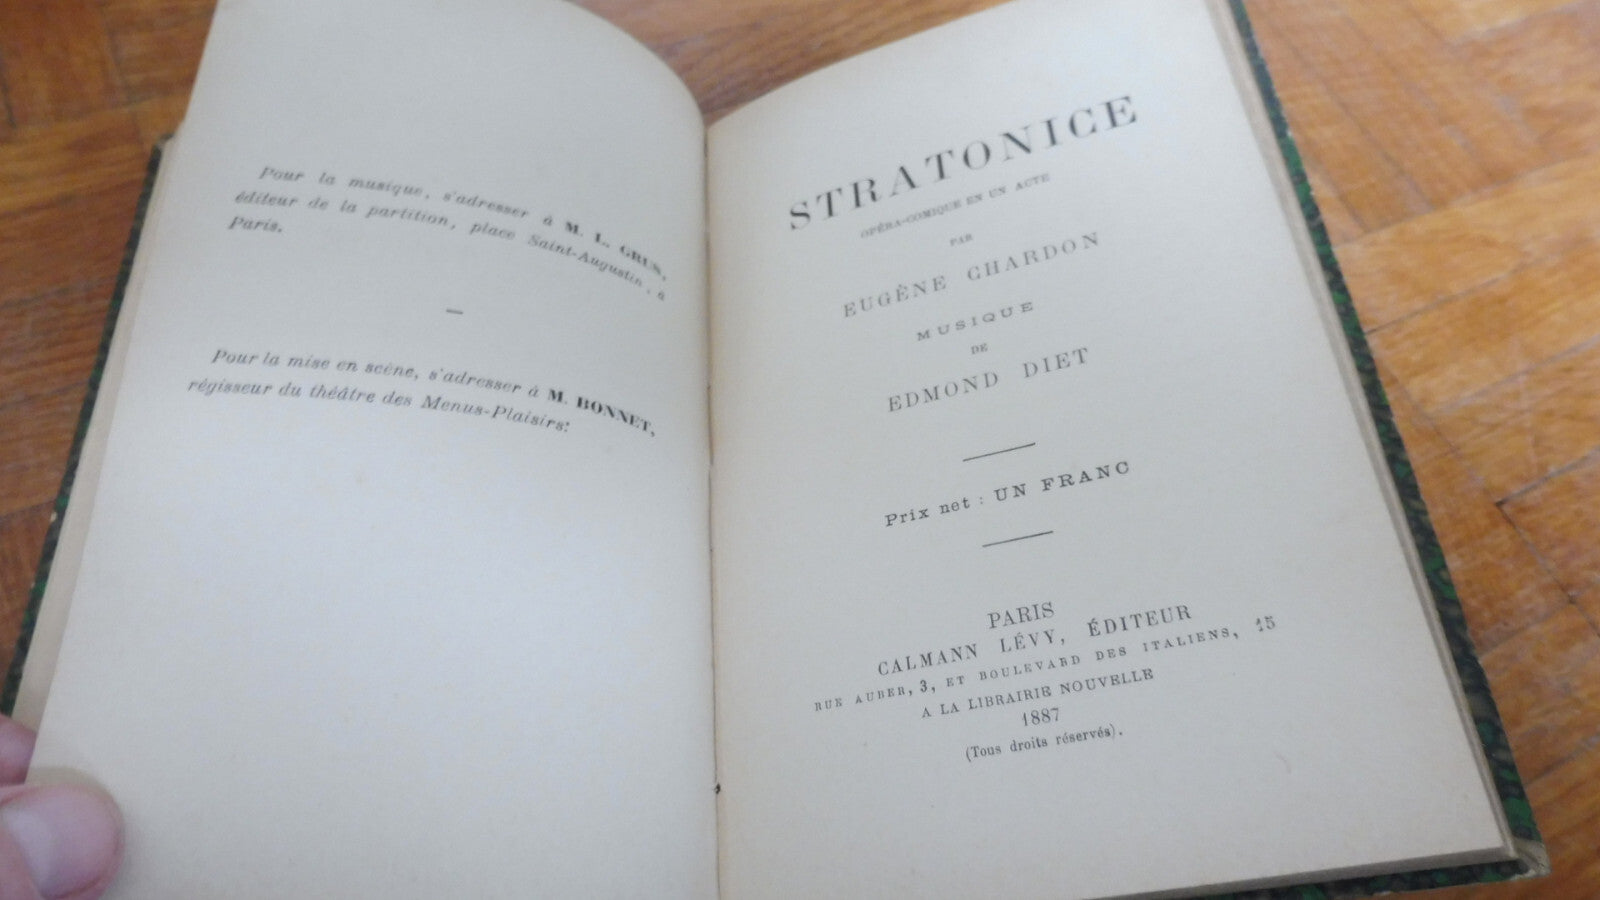 Pour la musique, s'adresser à M. L. GRUS,
éditeur de la partition, place Saint-Augustin, à
Paris.
—
Pour la mise en scène, s'adresser à M. BONNET,
régisseur du théâtre des Menus-Plaisirs:
STRATONICE
OPÉRA-COMIQUE EN UN ACTE
PAR
EUGÈNE CHARDON
MUSIQUE
DE
EDMOND DIET
Prix net : UN FRANC
PARIS
CALMANN LÉVY, ÉDITEUR
RUE AUBER, 3, ET BOULEVARD DES ITALIENS, 15
A LA LIBRAIRIE NOUVELLE
1887
(Tous droits réservés).